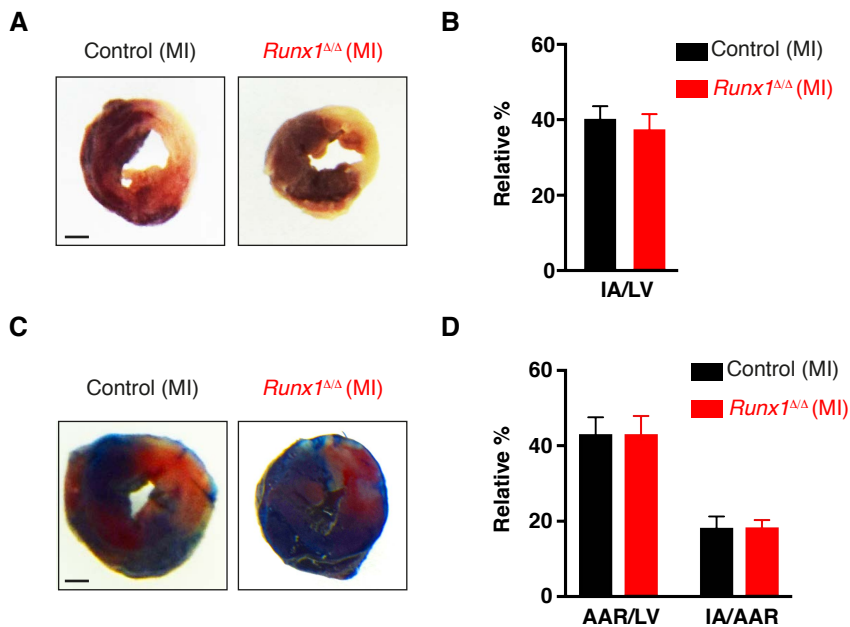 A
Control (MI)
Runx1Δ/Δ (MI)
B
60
40
20
0
Relative %
IA/LV
Control (MI)
Runx1Δ/Δ (MI)
C
Control (MI)
Runx1Δ/Δ (MI)
D
60
40
20
0
Relative %
AAR/LV
IA/AAR
Control (MI)
Runx1Δ/Δ (MI)